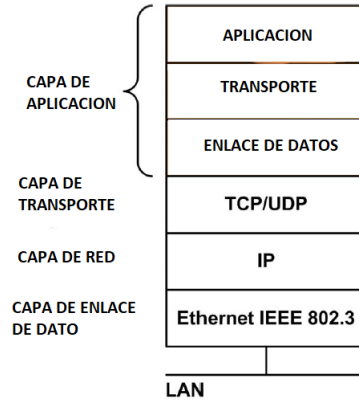 APLICACION
CAPA DE
APLICACION
TRANSPORTE
ENLACE DE DATOS
CAPA DE
TRANSPORTE
TCP/UDP
CAPA DE RED
IP
CAPA DE ENLACE
DE DATO
Ethernet IEEE 802.3
LAN